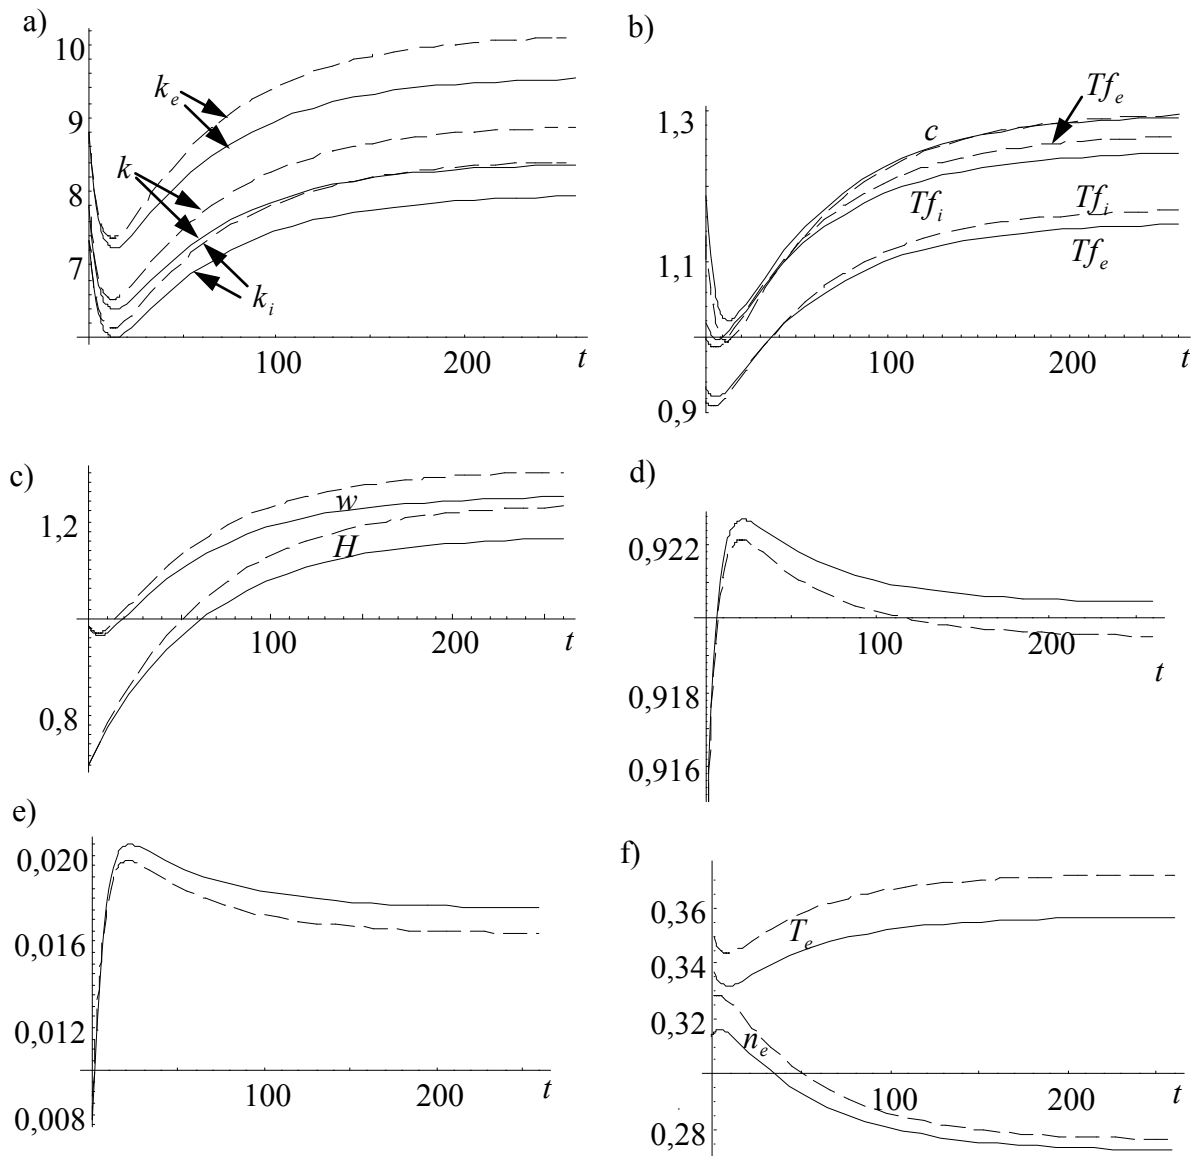 a)
10
9
8
7
k_e
k
k_i
100
200
t
b)
1,3
1,1
0,9
c
Tf_e
Tf_i
Tf_i
Tf_e
100
200
t
c)
1,2
0,8
w
H
100
200
t
d)
0,922
0,918
0,916
100
200
t
e)
0,020
0,016
0,012
0,008
100
200
t
f)
0,36
0,34
0,32
0,28
T_e
n_e
100
200
t